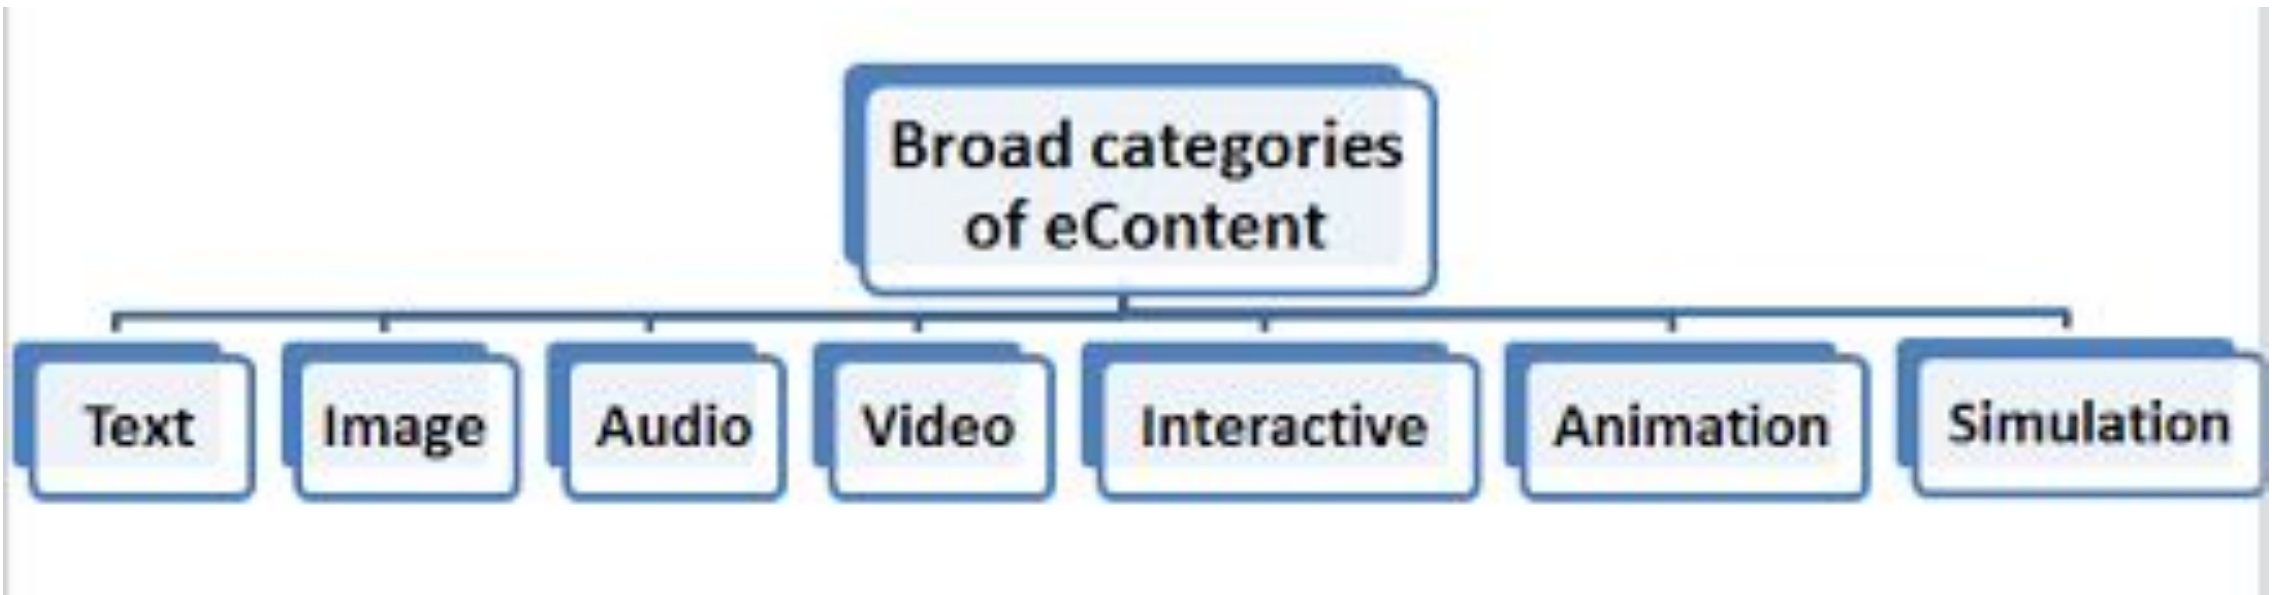 Broad categories
of eContent
Text Image Audio Video Interactive Animation Simulation